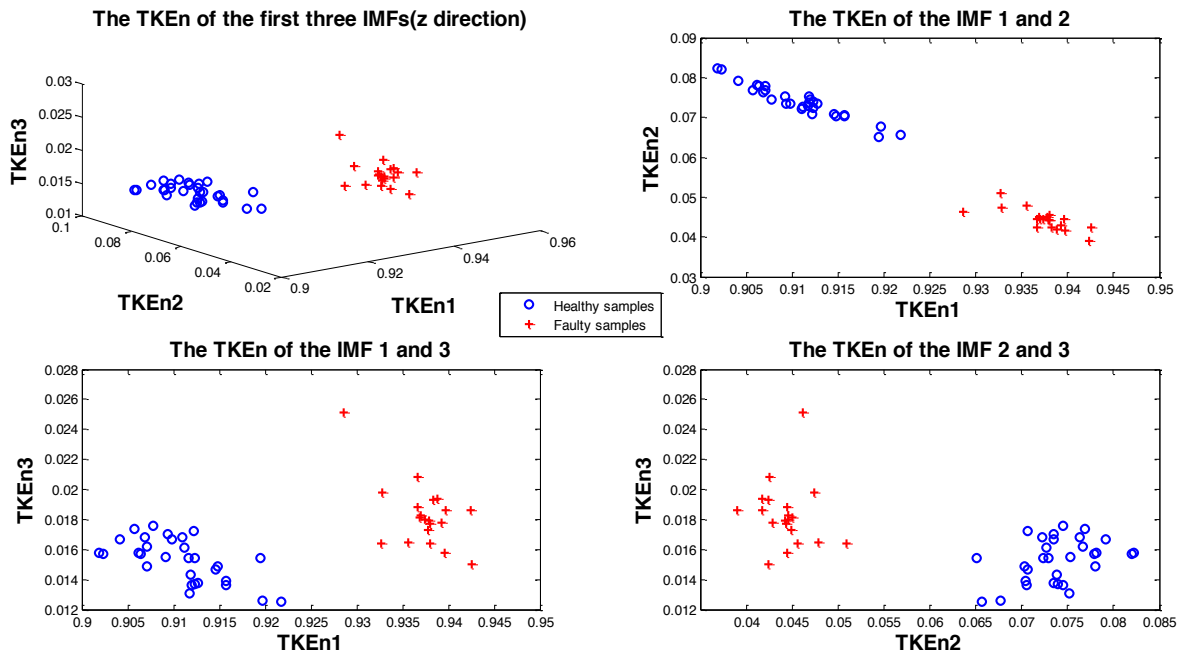 The TKEn of the first three IMFs(z direction)
0.03
0.025
0.02
0.015
0.01
TKEn3
0.1
0.08
0.06
0.04
0.02
TKEn2
0.9
0.92
0.94
0.96
TKEn1
The TKEn of the IMF 1 and 2
0.09
0.08
0.07
0.06
0.05
0.04
0.03
TKEn2
0.9 0.905 0.91 0.915 0.92 0.925 0.93 0.935 0.94 0.945 0.95
TKEn1
Healthy samples
Faulty samples
The TKEn of the IMF 1 and 3
0.028
0.026
0.024
0.022
0.02
0.018
0.016
0.014
0.012
TKEn3
0.9 0.905 0.91 0.915 0.92 0.925 0.93 0.935 0.94 0.945 0.95
TKEn1
The TKEn of the IMF 2 and 3
0.028
0.026
0.024
0.022
0.02
0.018
0.016
0.014
0.012
TKEn3
0.04 0.045 0.05 0.055 0.06 0.065 0.07 0.075 0.08 0.085
TKEn2